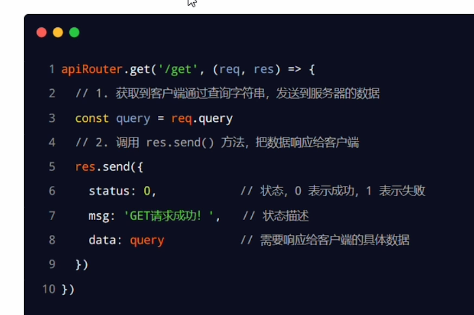 1 apiRouter.get('/get', (req, res) => {
2 // 1. 获取到客户端通过查询字符串，发送到服务器的数据
3 const query = req.query
4 // 2. 调用 res.send() 方法，把数据响应给客户端
5 res.send({
6 status: 0, // 状态，0 表示成功，1 表示失败
7 msg: 'GET请求成功！', // 状态描述
8 data: query // 需要响应给客户端的具体数据
9 })
10 })